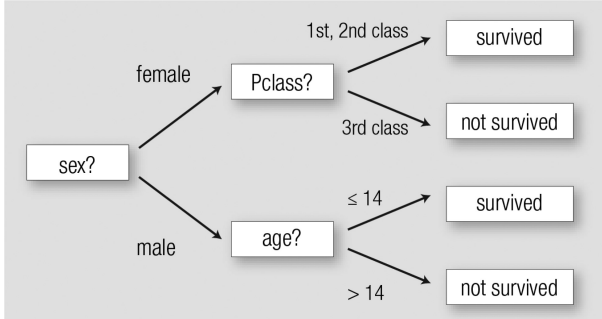 1st, 2nd class
survived
female
Pclass?
3rd class
not survived
sex?
≤ 14
survived
male
age?
> 14
not survived